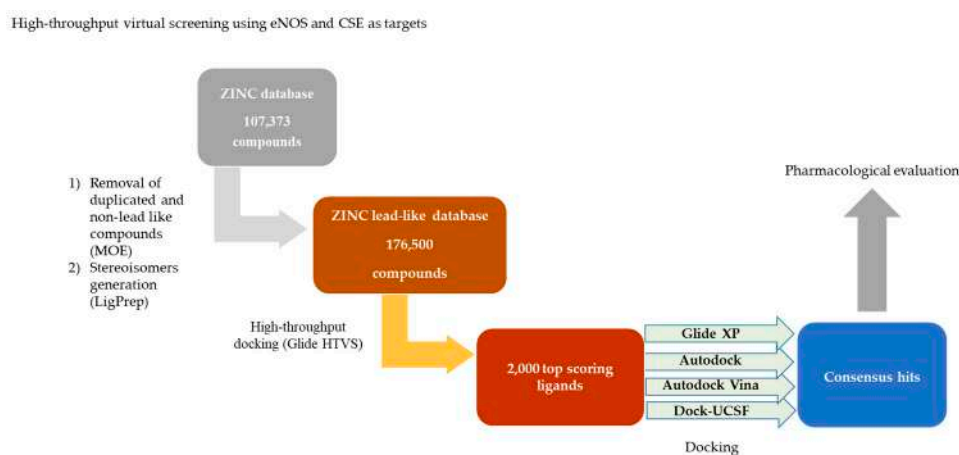 High-throughput virtual screening using eNOS and CSE as targets
ZINC database
107,373
compounds
1) Removal of
duplicated and
non-lead like
compounds
(MOE)
2) Stereoisomers
generation
(LigPrep)
ZINC lead-like database
176,500
compounds
High-throughput
docking (Glide HTVS)
2,000 top scoring
ligands
Glide XP
Autodock
Autodock Vina
Dock-UCSF
Docking
Consensus hits
Pharmacological evaluation